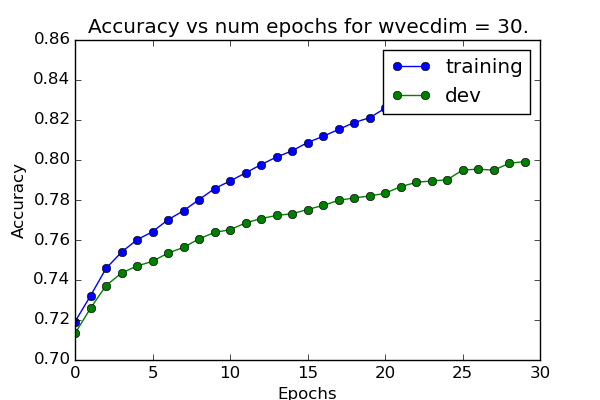 Accuracy vs num epochs for wvecdim = 30.
0.86
0.84
0.82
0.80
0.78
0.76
0.74
0.72
0.70
Accuracy
training
dev
0 5 10 15 20 25 30
Epochs